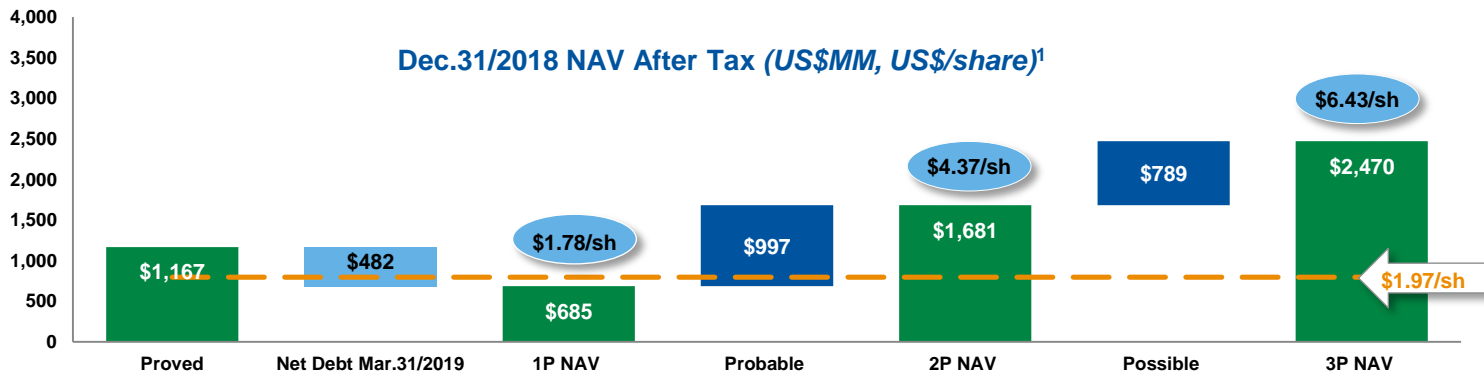 Dec.31/2018 NAV After Tax (US$MM, US$/share)1
4,000
3,500
3,000
2,500
2,000
1,500
1,000
500
0
$1,167
$482
$1.78/sh
$685
$997
$4.37/sh
$1,681
$789
$6.43/sh
$2,470
$1.97/sh
Proved
Net Debt Mar.31/2019
1P NAV
Probable
2P NAV
Possible
3P NAV